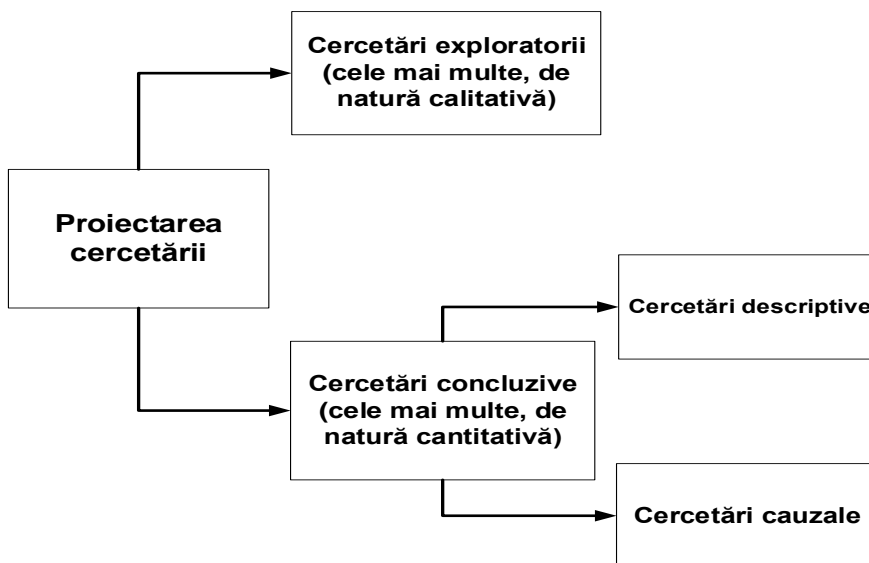 Cercetări exploratorii
(cele mai multe, de
natură calitativă)
Proiectarea
cercetării
Cercetări descriptive
Cercetări concluzive
(cele mai multe, de
natură cantitativă)
Cercetări cauzale